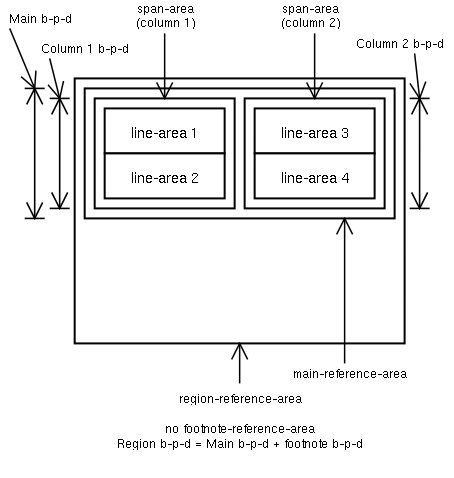 span-area
(column 1)
span-area
(column 2)
Main b-p-d
Column 1 b-p-d
Column 2 b-p-d
line-area 1
line-area 3
line-area 2
line-area 4
main-reference-area
region-reference-area
no footnote-reference-area
Region b-p-d = Main b-p-d + footnote b-p-d